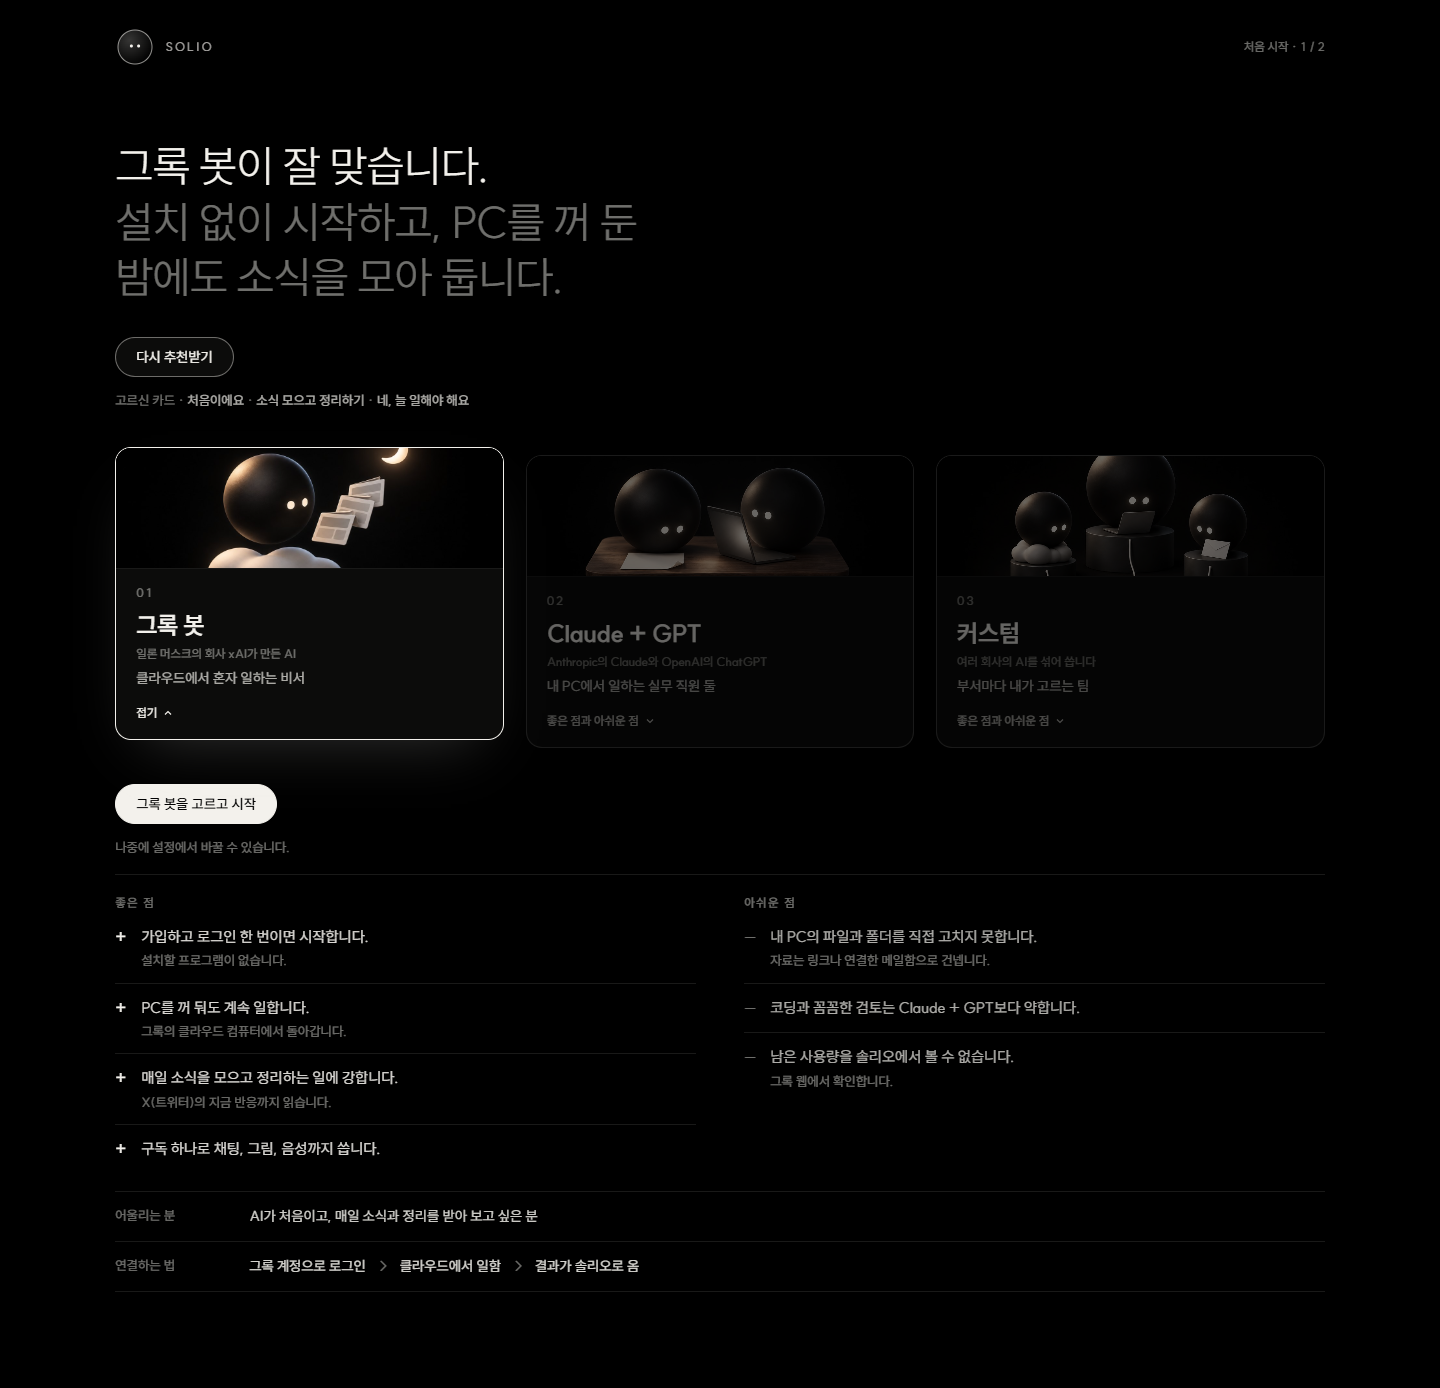 SOLIO
처음 시작 · 1 / 2
그록 봇이 잘 맞습니다.
설치 없이 시작하고, PC를 꺼 둔
밤에도 소식을 모아 둡니다.
다시 추천받기
고르신 카드 · 처음이에요 · 소식 모으고 정리하기 · 네, 늘 일해야 해요
01
그록 봇
일론 머스크의 회사 xAI가 만든 AI
클라우드에서 혼자 일하는 비서
접기
02
Claude + GPT
Anthropic의 Claude와 OpenAI의 ChatGPT
내 PC에서 일하는 실무 직원 둘
좋은 점과 아쉬운 점
03
커스텀
여러 회사의 AI를 섞어 씁니다
부서마다 내가 고르는 팀
좋은 점과 아쉬운 점
그록 봇을 고르고 시작
나중에 설정에서 바꿀 수 있습니다.
좋은 점
+ 가입하고 로그인 한 번이면 시작합니다.
설치할 프로그램이 없습니다.
+ PC를 꺼 둬도 계속 일합니다.
그록의 클라우드 컴퓨터에서 돌아갑니다.
+ 매일 소식을 모으고 정리하는 일에 강합니다.
X(트위터)의 지금 반응까지 읽습니다.
+ 구독 하나로 채팅, 그림, 음성까지 씁니다.
아쉬운 점
— 내 PC의 파일과 폴더를 직접 고치지 못합니다.
자료는 링크나 연결한 메일함으로 건넵니다.
— 코딩과 꼼꼼한 검토는 Claude + GPT보다 약합니다.
— 남은 사용량을 솔리오에서 볼 수 없습니다.
그록 웹에서 확인합니다.
어울리는 분 AI가 처음이고, 매일 소식과 정리를 받아 보고 싶은 분
연결하는 법 그록 계정으로 로그인 > 클라우드에서 일함 > 결과가 솔리오로 옴